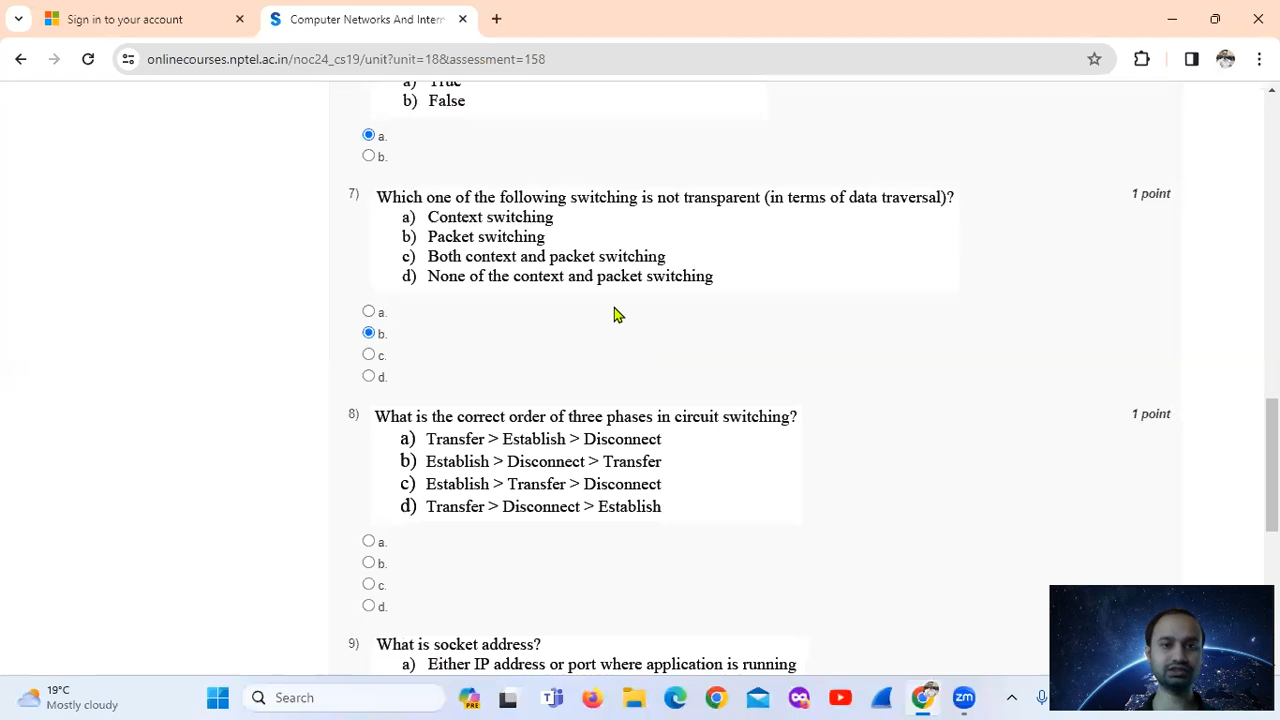 Sign in to your account
Computer Networks And Intern
onlinecourses.nptel.ac.in/noc24_cs19/unit?unit=18&assessment=158
a) True
b) False
a.
b.
7) Which one of the following switching is not transparent (in terms of data traversal)? 1 point
a) Context switching
b) Packet switching
c) Both context and packet switching
d) None of the context and packet switching
a.
b.
c.
d.
8) What is the correct order of three phases in circuit switching? 1 point
a) Transfer > Establish > Disconnect
b) Establish > Disconnect > Transfer
c) Establish > Transfer > Disconnect
d) Transfer > Disconnect > Establish
a.
b.
c.
d.
9) What is socket address?
a) Either IP address or port where application is running
19°C
Mostly cloudy
Search
zm